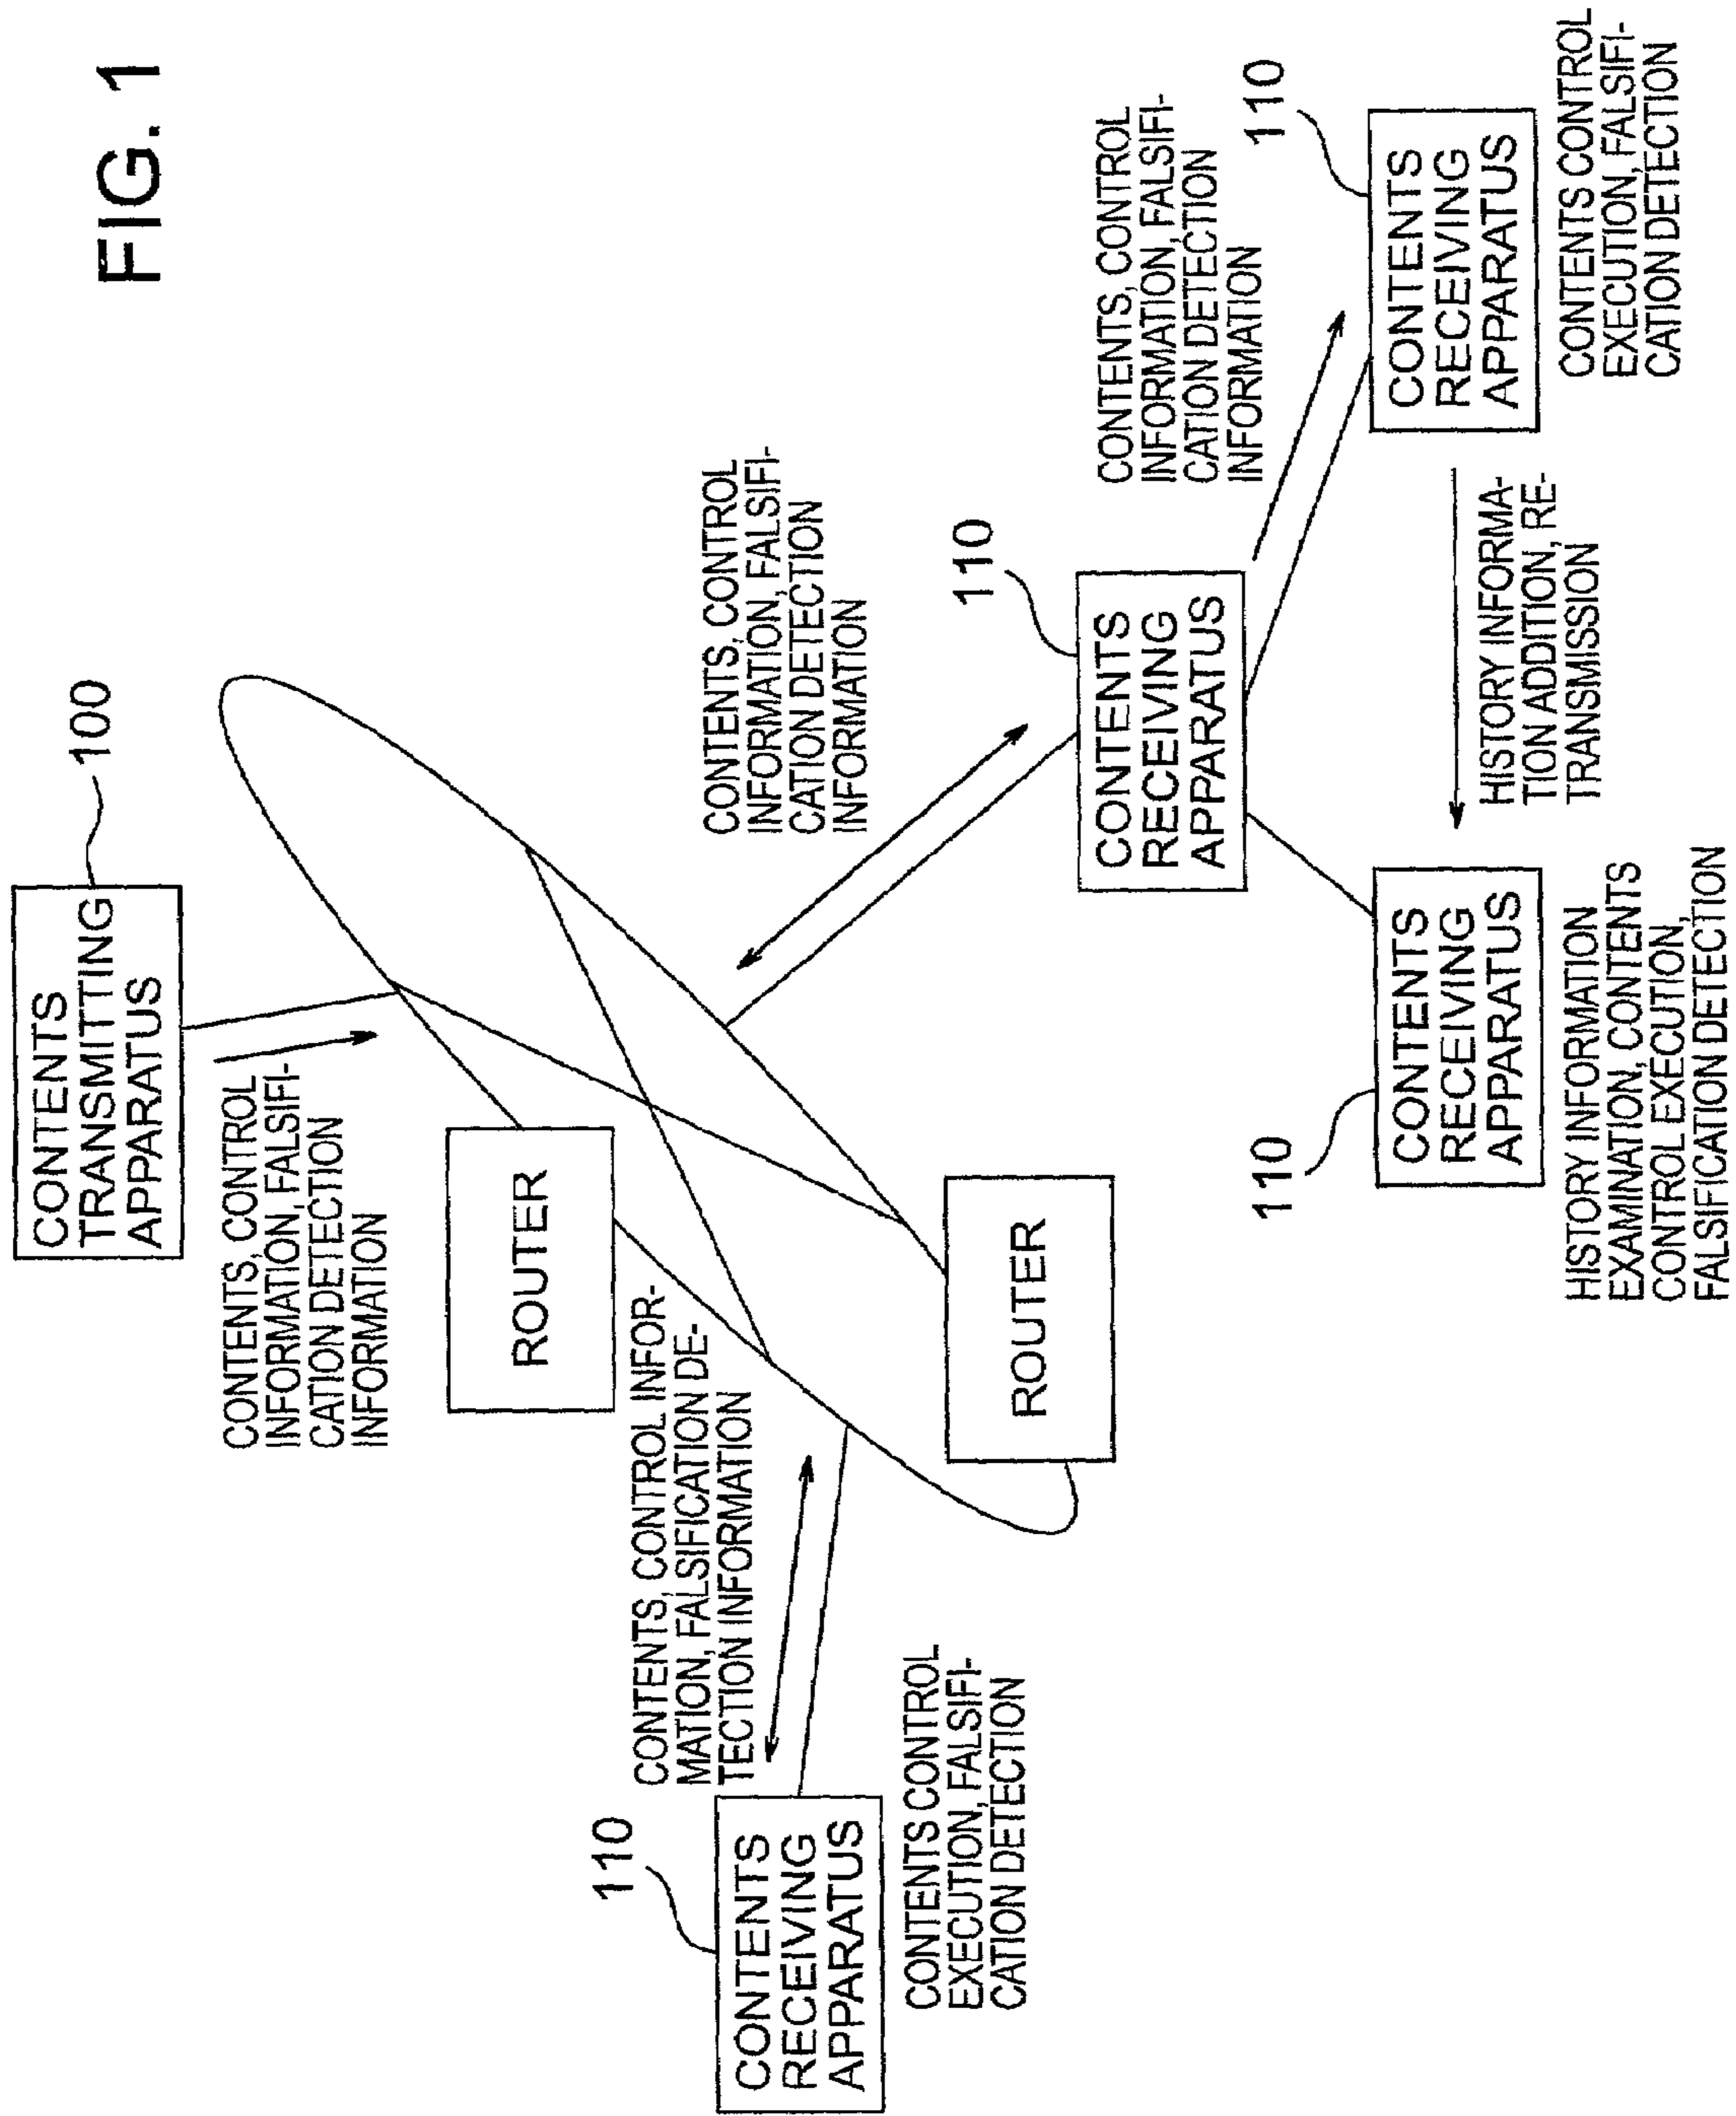 FIG. 1
CONTENTS
TRANSMITTING
APPARATUS
100
CONTENTS, CONTROL
INFORMATION, FALSIFI-
CATION DETECTION
INFORMATION
ROUTER
CONTENTS, CONTROL INFOR-
MATION, FALSIFICATION DE-
TECTION INFORMATION
110
CONTENTS
RECEIVING
APPARATUS
CONTENTS CONTROL
EXECUTION, FALSIFI-
CATION DETECTION
ROUTER
CONTENTS, CONTROL
INFORMATION, FALSIFI-
CATION DETECTION
INFORMATION
110
CONTENTS
RECEIVING
APPARATUS
CONTENTS, CONTROL
INFORMATION, FALSIFI-
CATION DETECTION
INFORMATION
110
CONTENTS
RECEIVING
APPARATUS
CONTENTS CONTROL
EXECUTION, FALSIFI-
CATION DETECTION
HISTORY INFORMA-
TION ADDITION, RE-
TRANSMISSION
110
CONTENTS
RECEIVING
APPARATUS
HISTORY INFORMATION
EXAMINATION, CONTENTS
CONTROL EXECUTION,
FALSIFICATION DETECTION